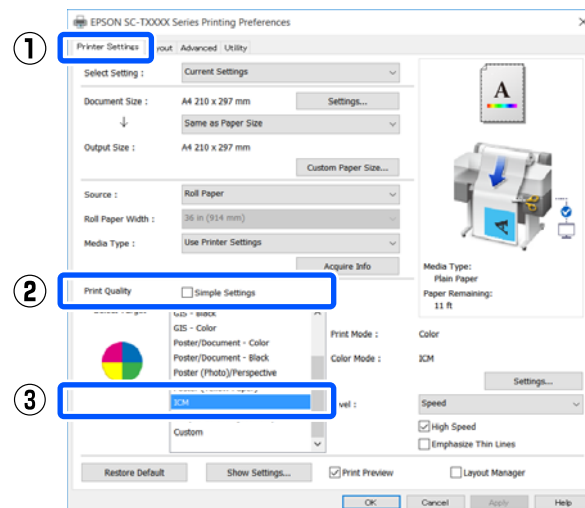 EPSON SC-TXXXX Series Printing Preferences
①
Printer Settings yout Advanced Utility
Select Setting : Current Settings
Document Size : A4 210 x 297 mm Settings...
↓ Same as Paper Size
Output Size : A4 210 x 297 mm
Custom Paper Size...
A
Source : Roll Paper
Roll Paper Width : 36 in (914 mm)
Media Type : Use Printer Settings
Acquire Info
Media Type:
Plain Paper
Paper Remaining:
11 ft
②
Print Quality Simple Settings
GIS - Black
GIS - Color
Poster/Document - Color
Poster/Document - Black
Poster (Photo)/Perspective
Print Mode : Color
Color Mode : ICM
Settings...
③
ICM
vel : Speed
Custom
High Speed
Emphasize Thin Lines
Restore Default Show Settings... Print Preview Layout Manager
OK Cancel Apply Help